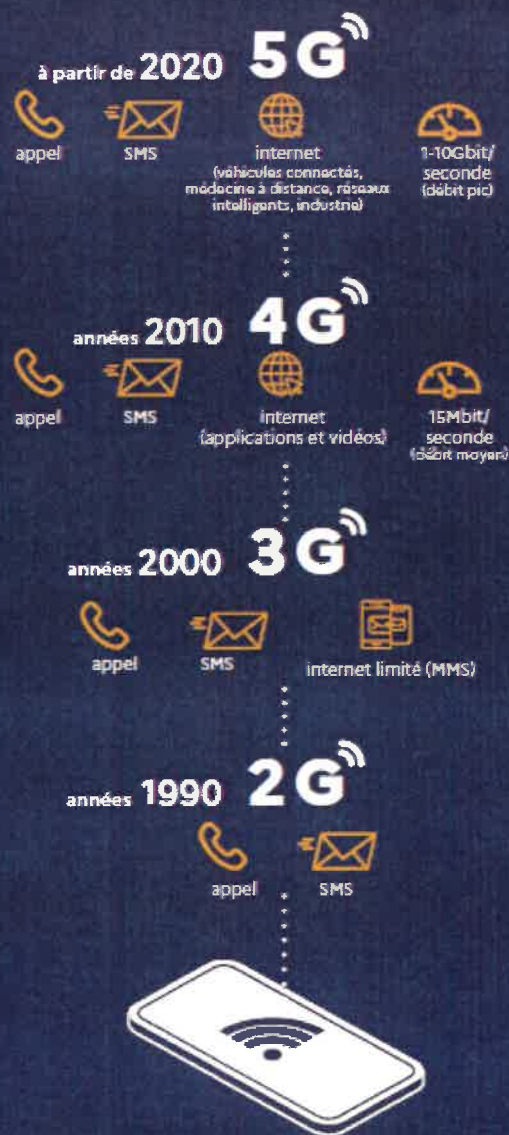 à partir de 2020 5G
appel
SMS
internet
(véhicules connectés,
médecine à distance, réseaux
intelligents, industrie)
1-10Gbit/
seconde
(débit pic)
années 2010 4G
appel
SMS
internet
(applications et vidéos)
15Mbit/
seconde
(débit moyen)
années 2000 3G
appel
SMS
internet limité (MMS)
années 1990 2G
appel
SMS